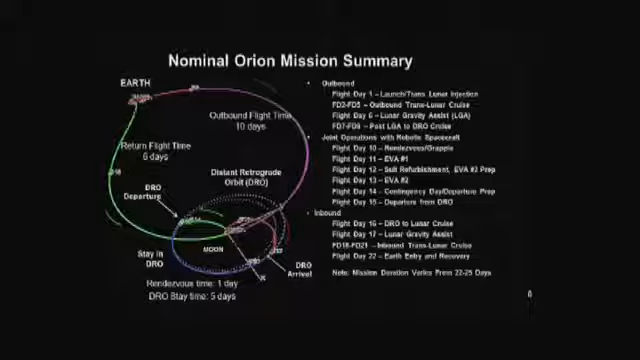 Nominal Orion Mission Summary
EARTH
Outbound Flight Time
10 days
Return Flight Time
6 days
Distant Retrograde
Orbit (DRO)
DRO
Departure
MOON
Stay in
DRO
DRO
Arrival
Rendezvous time: 1 day
DRO Stay time: 5 days
• Outbound
Flight Day 1 – Launch/Trans Lunar Injection
FD2-FD5 – Outbound Trans-Lunar Cruise
Flight Day 6 – Lunar Gravity Assist (LGA)
FD7-FD9 – Post LGA to DRO Cruise
• Joint Operations with Robotic Spacecraft
Flight Day 10 – Rendezvous/Grapple
Flight Day 11 – EVA #1
Flight Day 12 – Suit Refurbishment, EVA #2 Prep
Flight Day 13 – EVA #2
Flight Day 14 – Contingency Day/Departure Prep
Flight Day 15 – Departure from DRO
• Inbound
Flight Day 16 – DRO to Lunar Cruise
Flight Day 17 – Lunar Gravity Assist
FD18-FD21 – Inbound Trans-Lunar Cruise
Flight Day 22 – Earth Entry and Recovery
Note: Mission Duration Varies From 22-25 Days